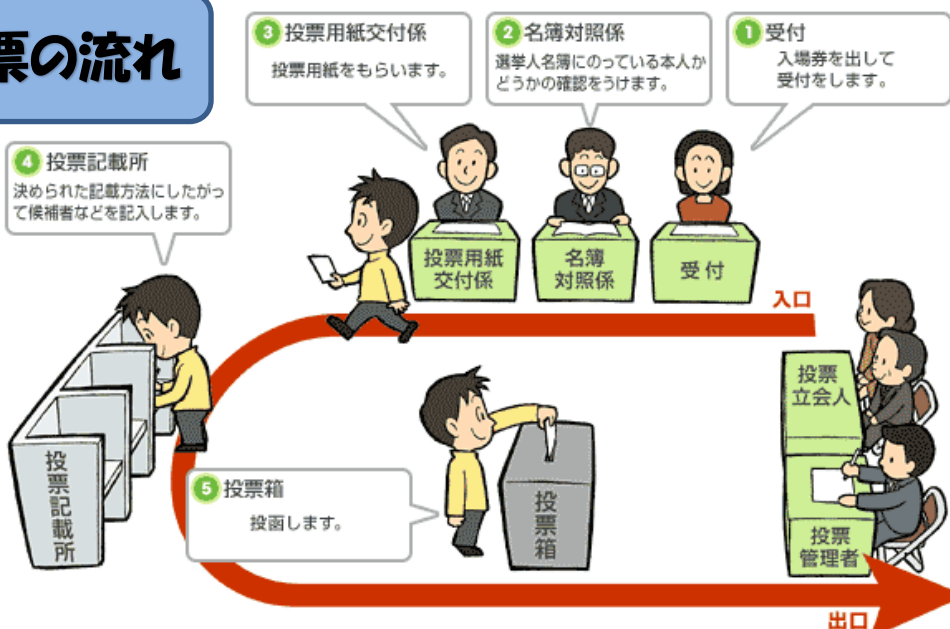 票の流れ
1 受付
入場券を出して
受付をします。
2 名簿対照係
選挙人名簿にのっている本人か
どうかの確認をうけます。
3 投票用紙交付係
投票用紙をもらいます。
4 投票記載所
決められた記載方法にしたがっ
て候補者などを記入します。
投票用紙
交付係
名簿
対照係
受付
入口
投票
立会人
投票記載所
5 投票箱
投函します。
投票箱
投票
管理者
出口